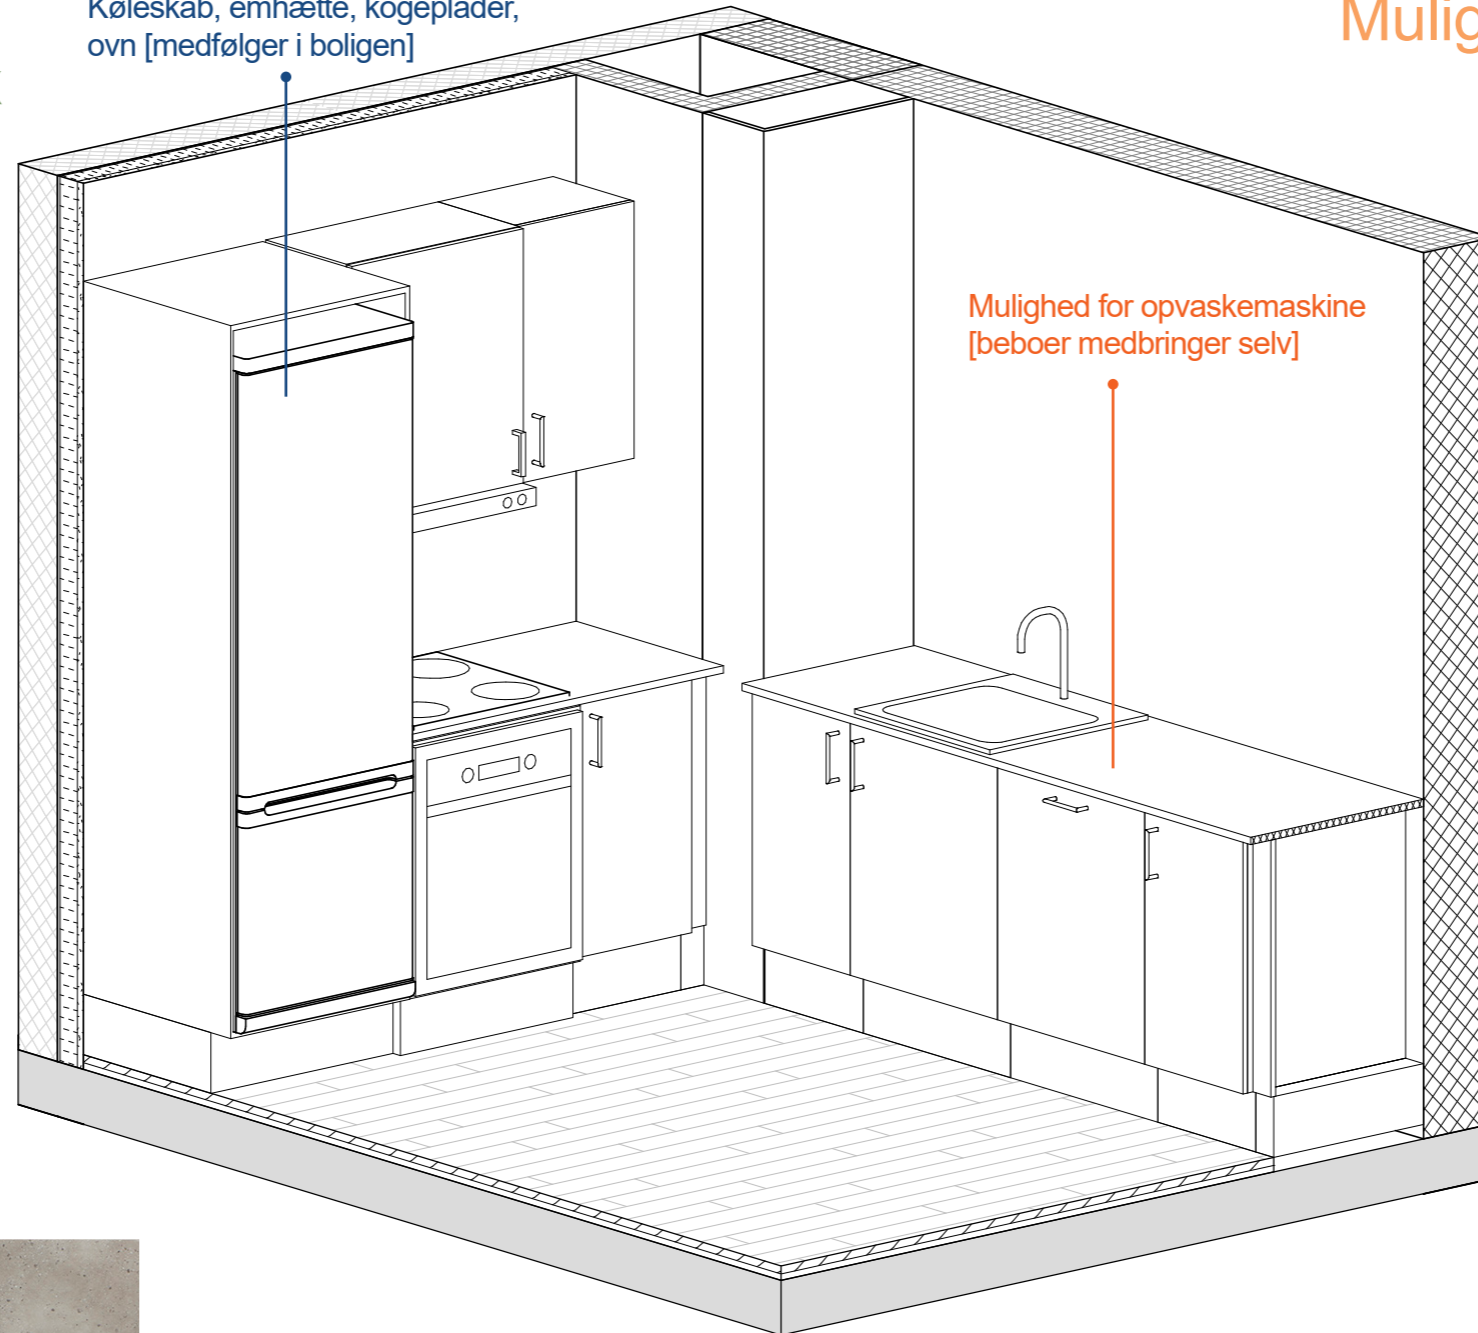 Køleskab, emhætte, kogeplader,
ovn [medfølger i boligen]
Mulig
Mulighed for opvaskemaskine
[beboer medbringer selv]